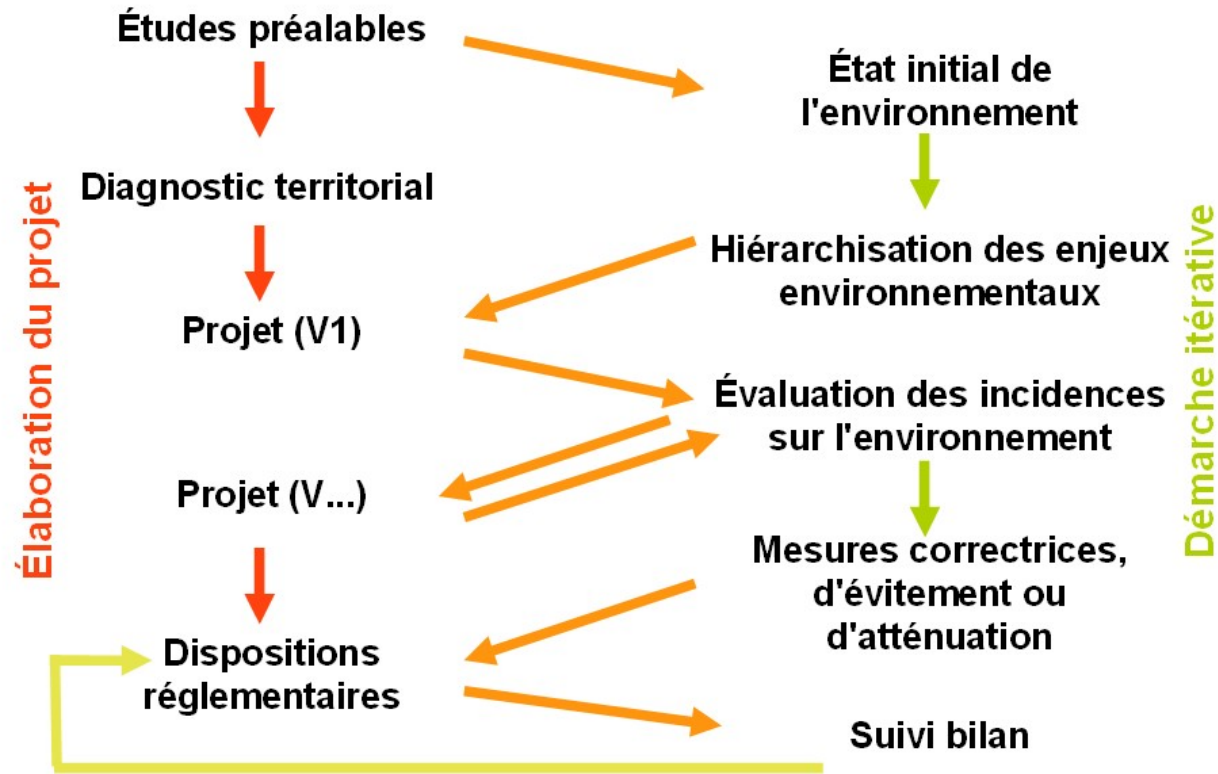 Études préalables
État initial de
l'environnement
Diagnostic territorial
Hiérarchisation des enjeux
environnementaux
Projet (V1)
Évaluation des incidences
sur l'environnement
Projet (V...)
Mesures correctrices,
d'évitement ou
d'atténuation
Dispositions
réglementaires
Suivi bilan
Élaboration du projet
Démarche itérative